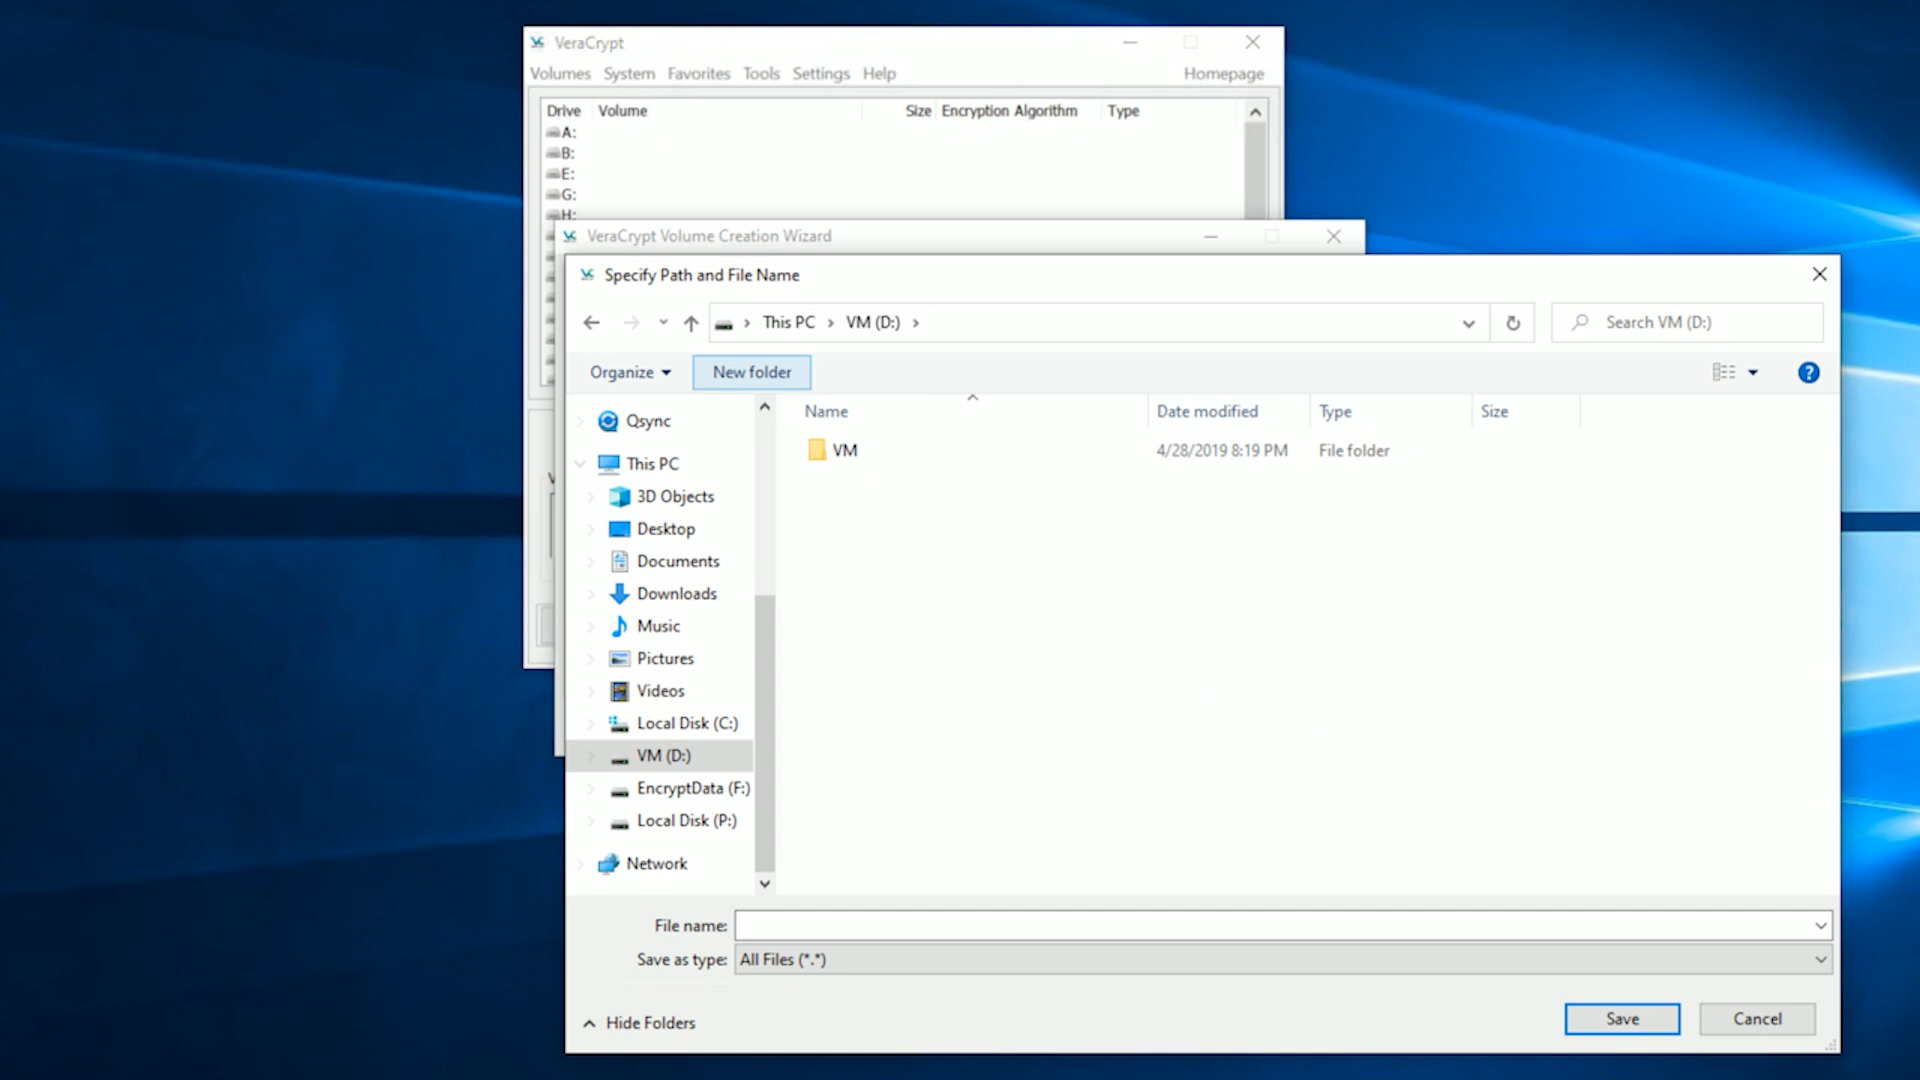 VeraCrypt
Volumes System Favorites Tools Settings Help Homepage
Drive Volume Size Encryption Algorithm Type
A:
B:
E:
G:
H:
VeraCrypt Volume Creation Wizard
Specify Path and File Name
This PC › VM (D:) ›
Search VM (D:)
Organize New folder
Name Date modified Type Size
VM 4/28/2019 8:19 PM File folder
Qsync
This PC
3D Objects
Desktop
Documents
Downloads
Music
Pictures
Videos
Local Disk (C:)
VM (D:)
EncryptData (F:)
Local Disk (P:)
Network
File name:
Save as type: All Files (*.*)
Hide Folders
Save Cancel